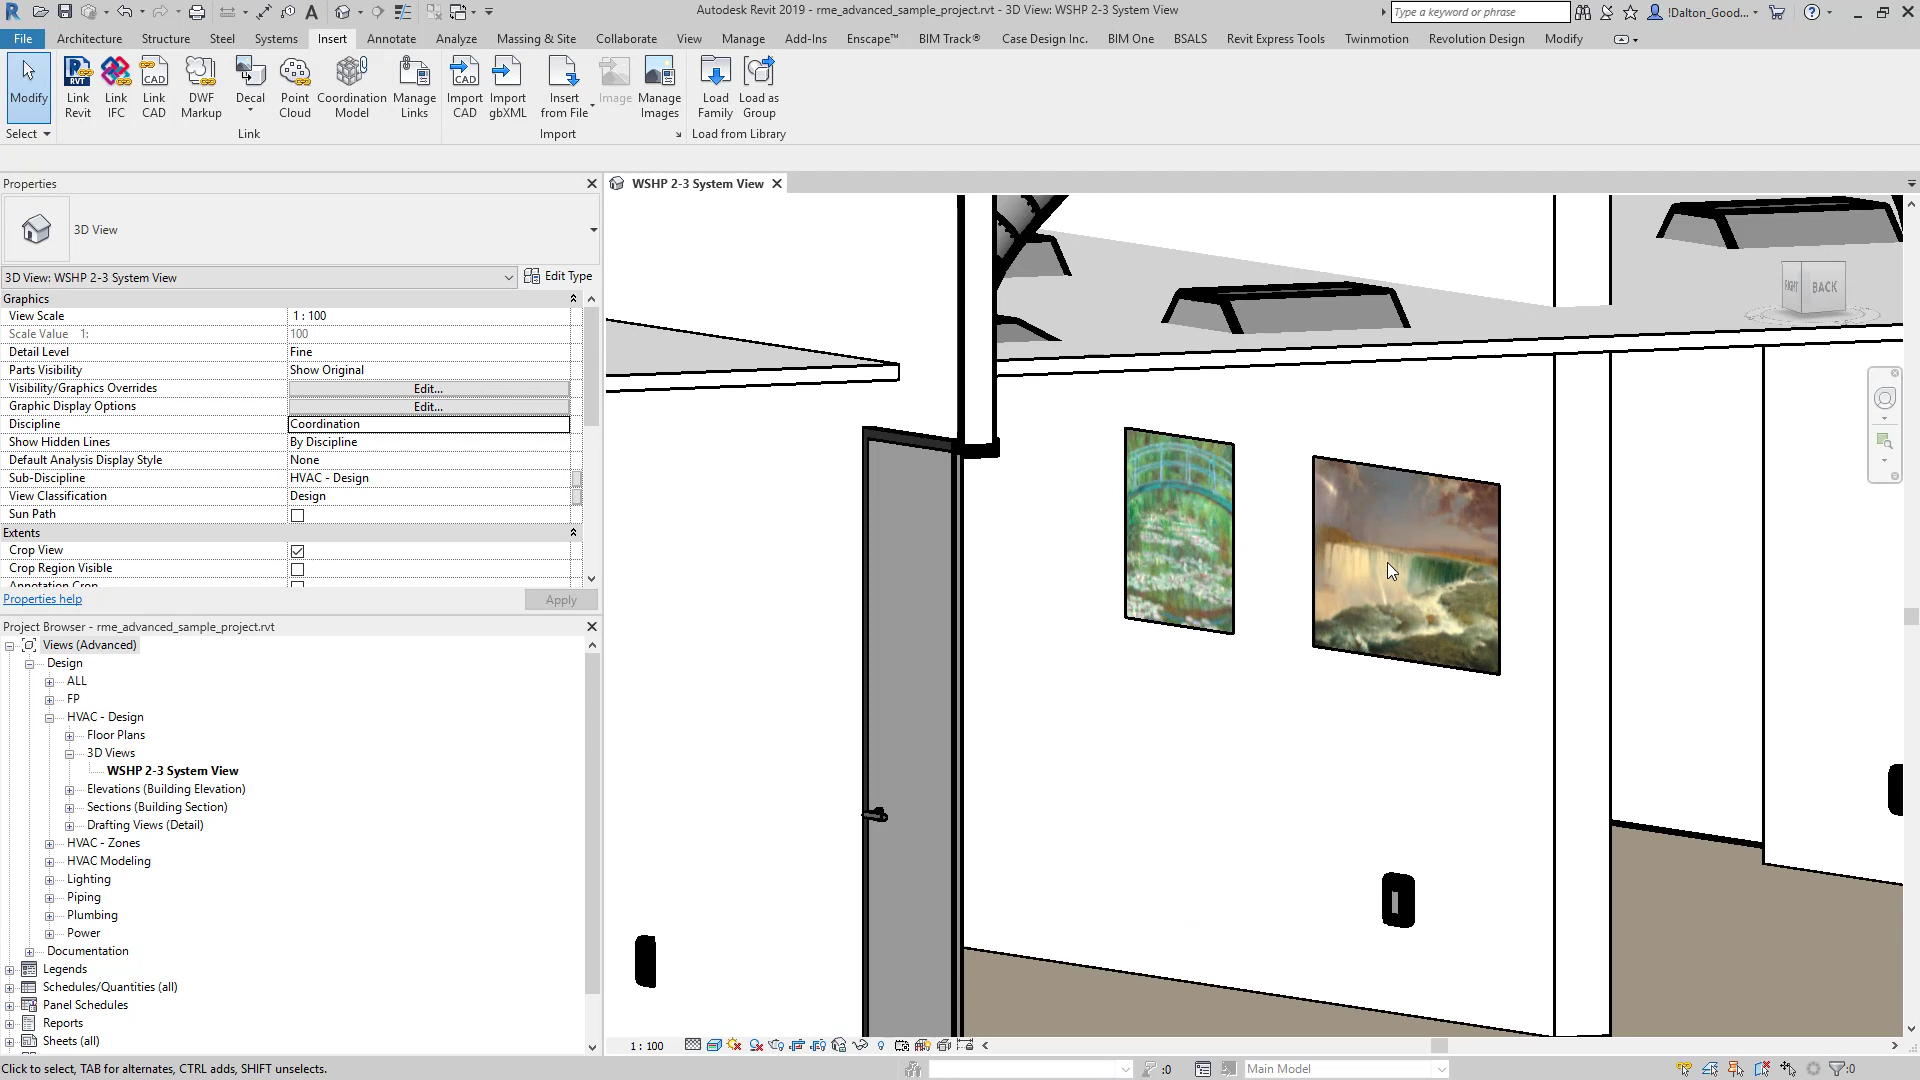 Autodesk Revit 2019 - rme_advanced_sample_project.rvt - 3D View: WSHP 2-3 System View
Type a keyword or phrase
!Dalton_Good...
File Architecture Structure Steel Systems Insert Annotate Analyze Massing & Site Collaborate View Manage Add-Ins Enscape™ BIM Track® Case Design Inc. BIM One BSALS Revit Express Tools Twinmotion Revolution Design Modify
Modify
Link Revit
Link IFC
Link CAD
DWF Markup
Decal
Point Cloud
Coordination Model
Manage Links
Import CAD
Import gbXML
Insert from File
Image
Manage Images
Load Family
Load as Group
Select
Link
Import
Load from Library
Properties
WSHP 2-3 System View
3D View
3D View: WSHP 2-3 System View
Edit Type
Graphics
View Scale 1 : 100
Scale Value 1: 100
Detail Level Fine
Parts Visibility Show Original
Visibility/Graphics Overrides Edit...
Graphic Display Options Edit...
Discipline Coordination
Show Hidden Lines By Discipline
Default Analysis Display Style None
Sub-Discipline HVAC - Design
View Classification Design
Sun Path
Extents
Crop View
Crop Region Visible
Annotation Crop
Properties help
Apply
Project Browser - rme_advanced_sample_project.rvt
Views (Advanced)
Design
ALL
FP
HVAC - Design
Floor Plans
3D Views
WSHP 2-3 System View
Elevations (Building Elevation)
Sections (Building Section)
Drafting Views (Detail)
HVAC - Zones
HVAC Modeling
Lighting
Piping
Plumbing
Power
Documentation
Legends
Schedules/Quantities (all)
Panel Schedules
Reports
Sheets (all)
RIGHT BACK
1 : 100
Click to select, TAB for alternates, CTRL adds, SHIFT unselects.
:0
Main Model
:0